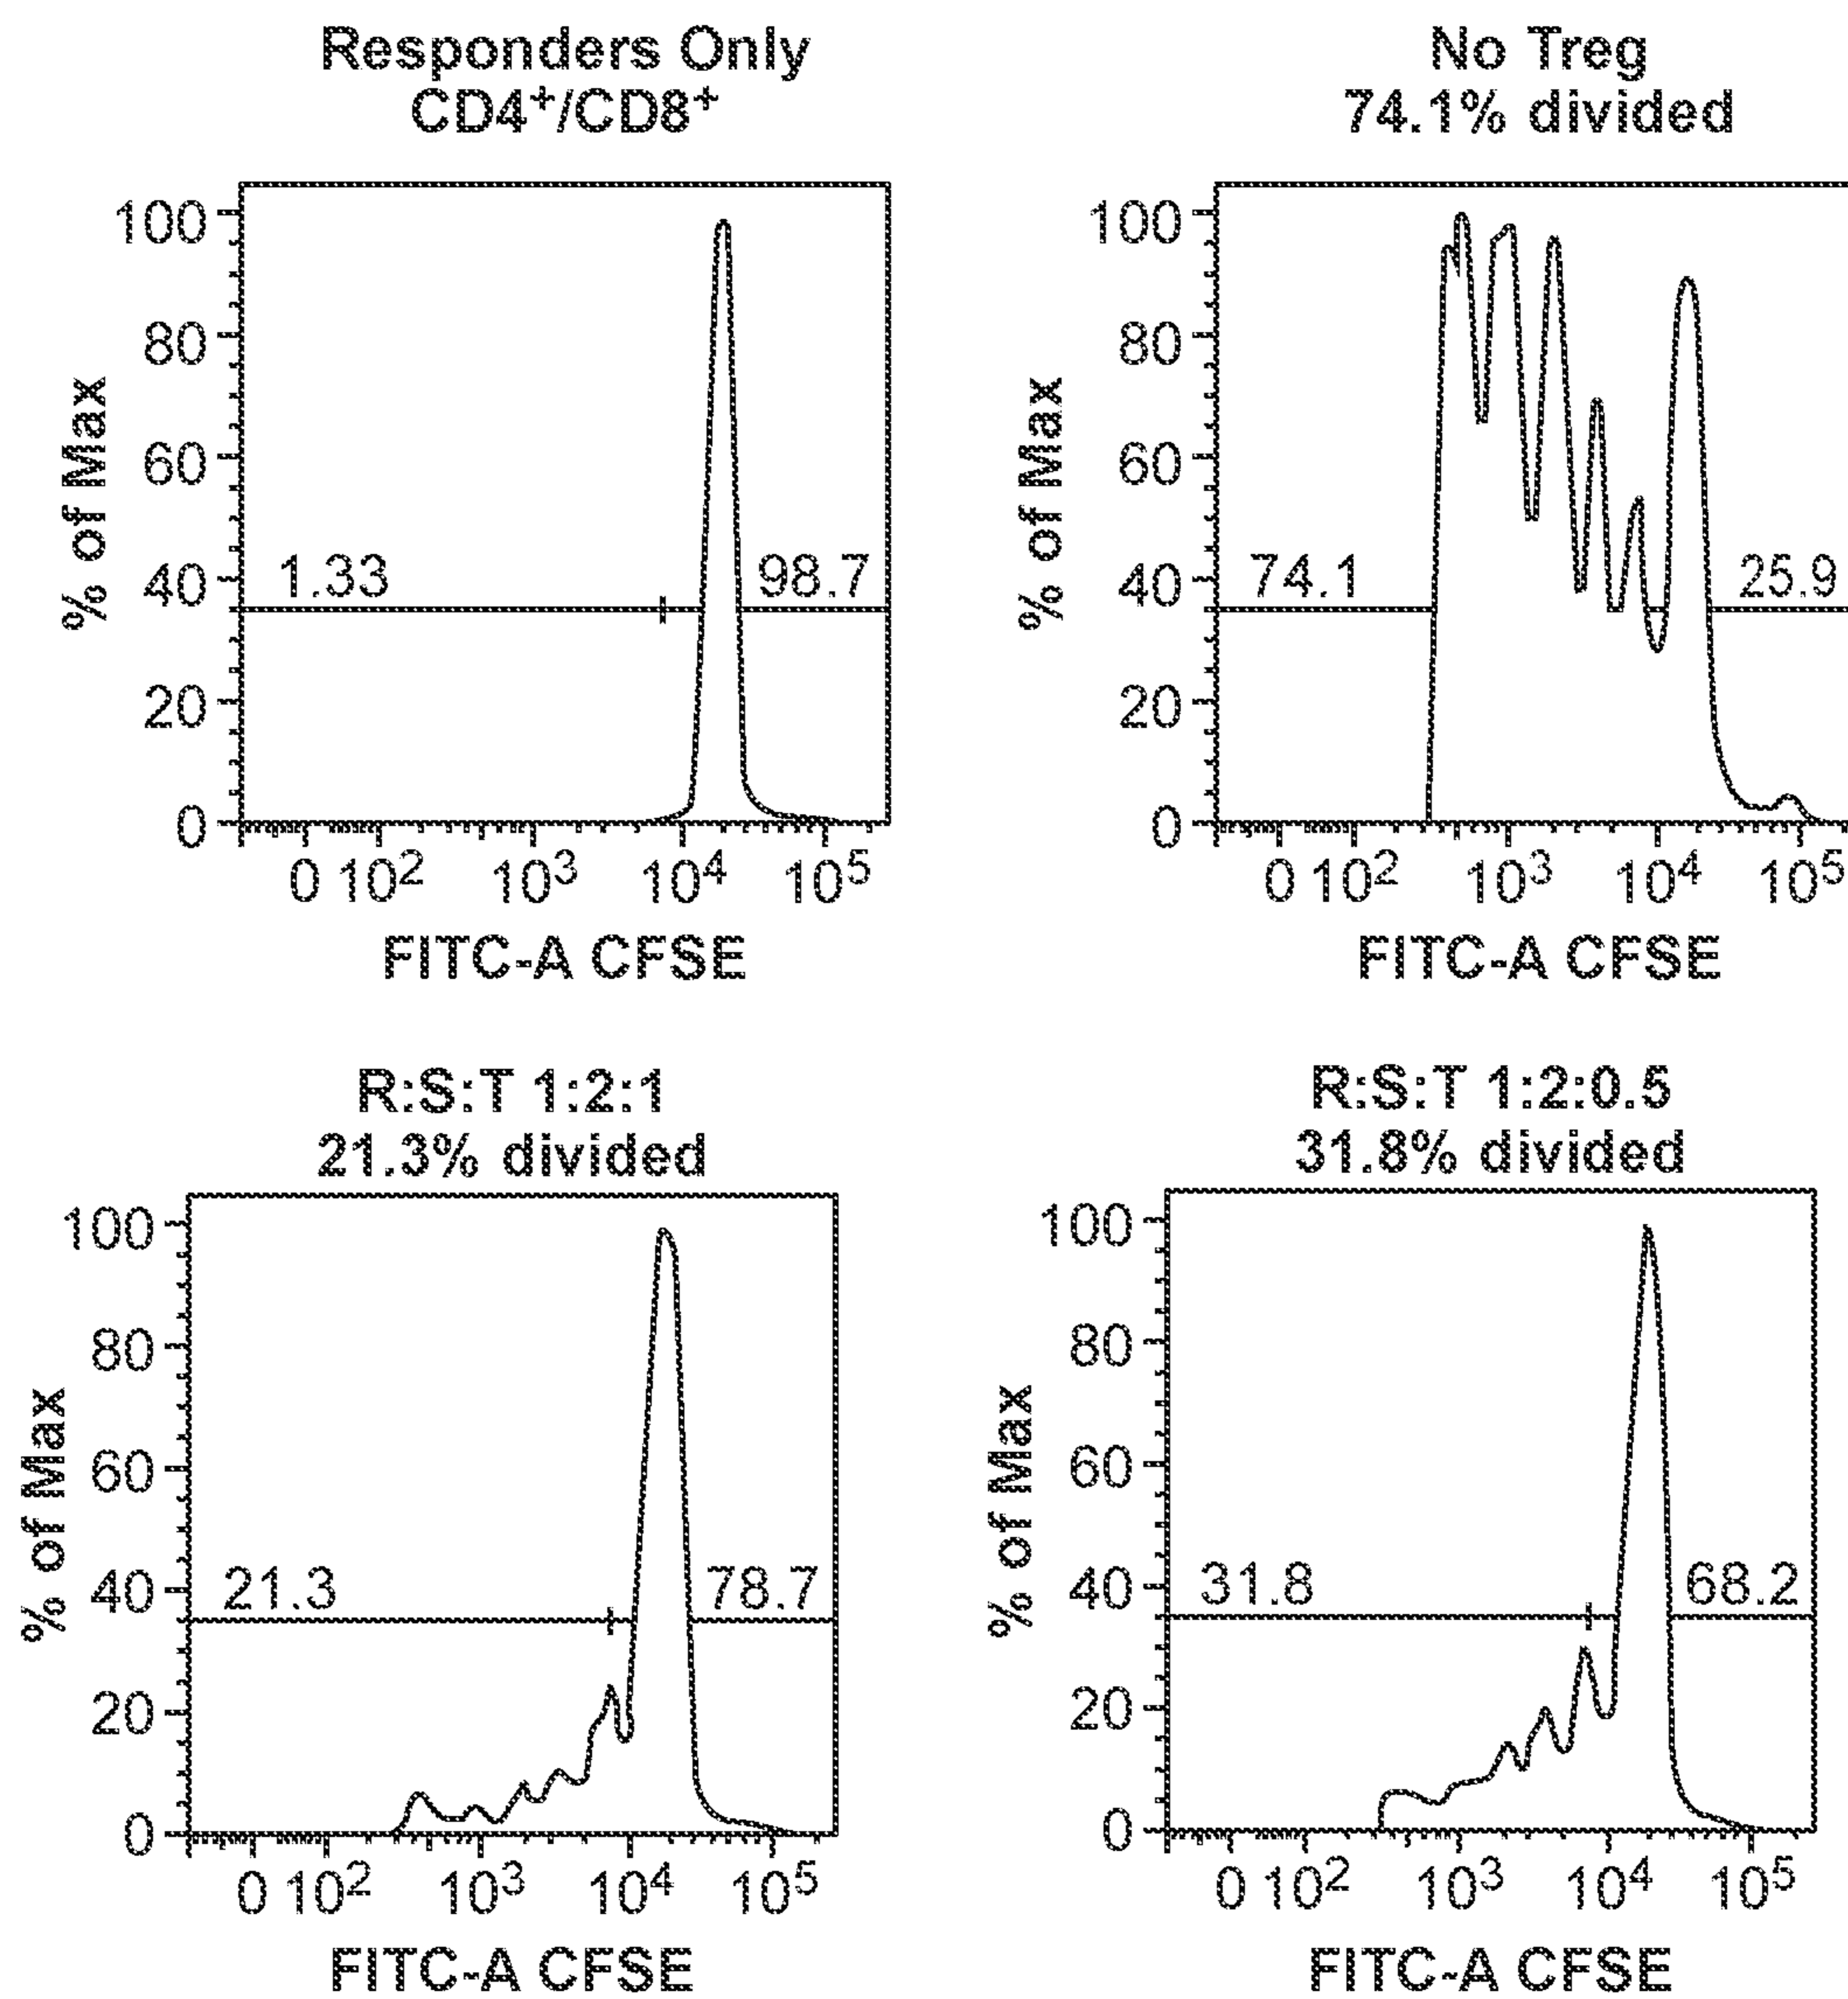 Responders Only
CD4+/CD8+
% of Max
100
80
60
40
20
0
1.33
98.7
0 10² 10³ 10⁴ 10⁵
FITC-A CFSE
No Treg
74.1% divided
% of Max
100
80
60
40
20
0
74.1
25.9
0 10² 10³ 10⁴ 10⁵
FITC-A CFSE
R:S:T 1:2:1
21.3% divided
% of Max
100
80
60
40
20
0
21.3
78.7
0 10² 10³ 10⁴ 10⁵
FITC-A CFSE
R:S:T 1:2:0.5
31.8% divided
% of Max
100
80
60
40
20
0
31.8
68.2
0 10² 10³ 10⁴ 10⁵
FITC-A CFSE